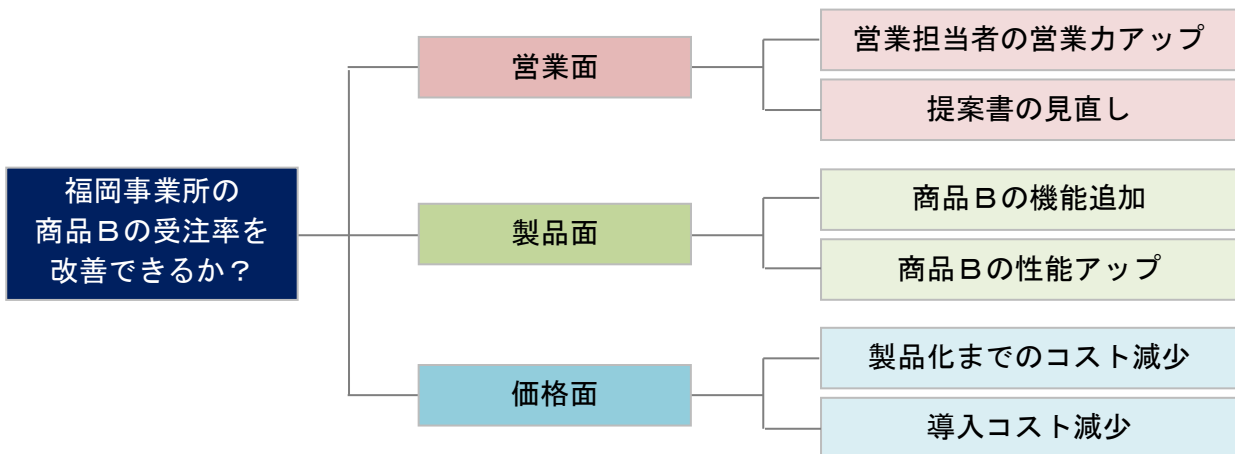 営業担当者の営業力アップ
営業面
提案書の見直し
福岡事業所の
商品Ｂの受注率を
改善できるか？
商品Ｂの機能追加
製品面
商品Ｂの性能アップ
製品化までのコスト減少
価格面
導入コスト減少